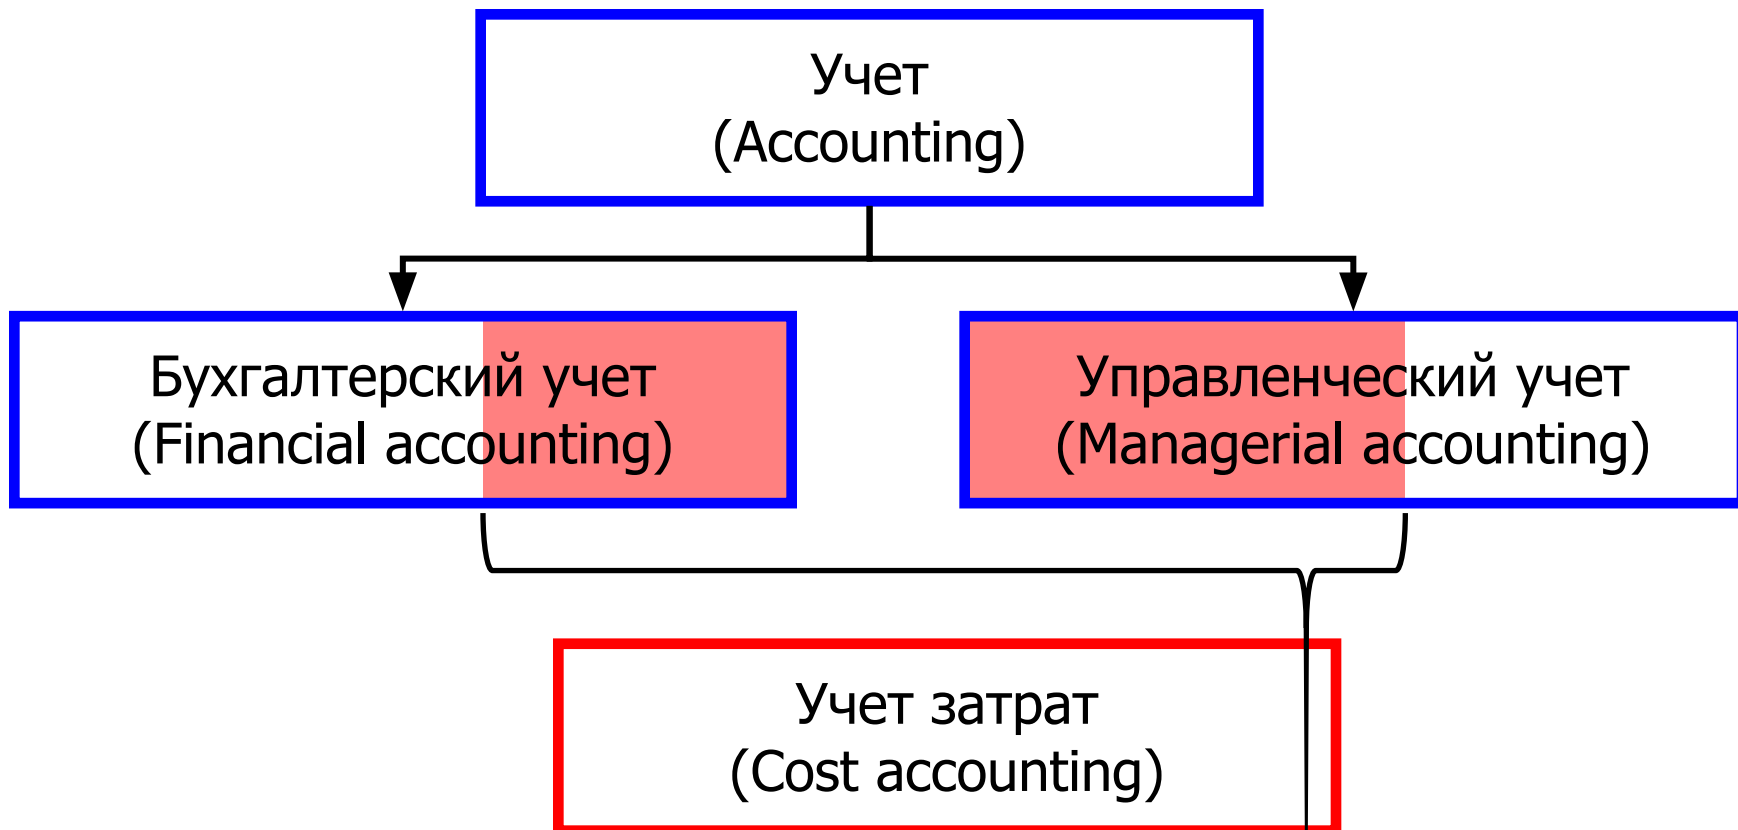 Учет
(Accounting)
Бухгалтерский учет
(Financial accounting)
Управленческий учет
(Managerial accounting)
Учет затрат
(Cost accounting)